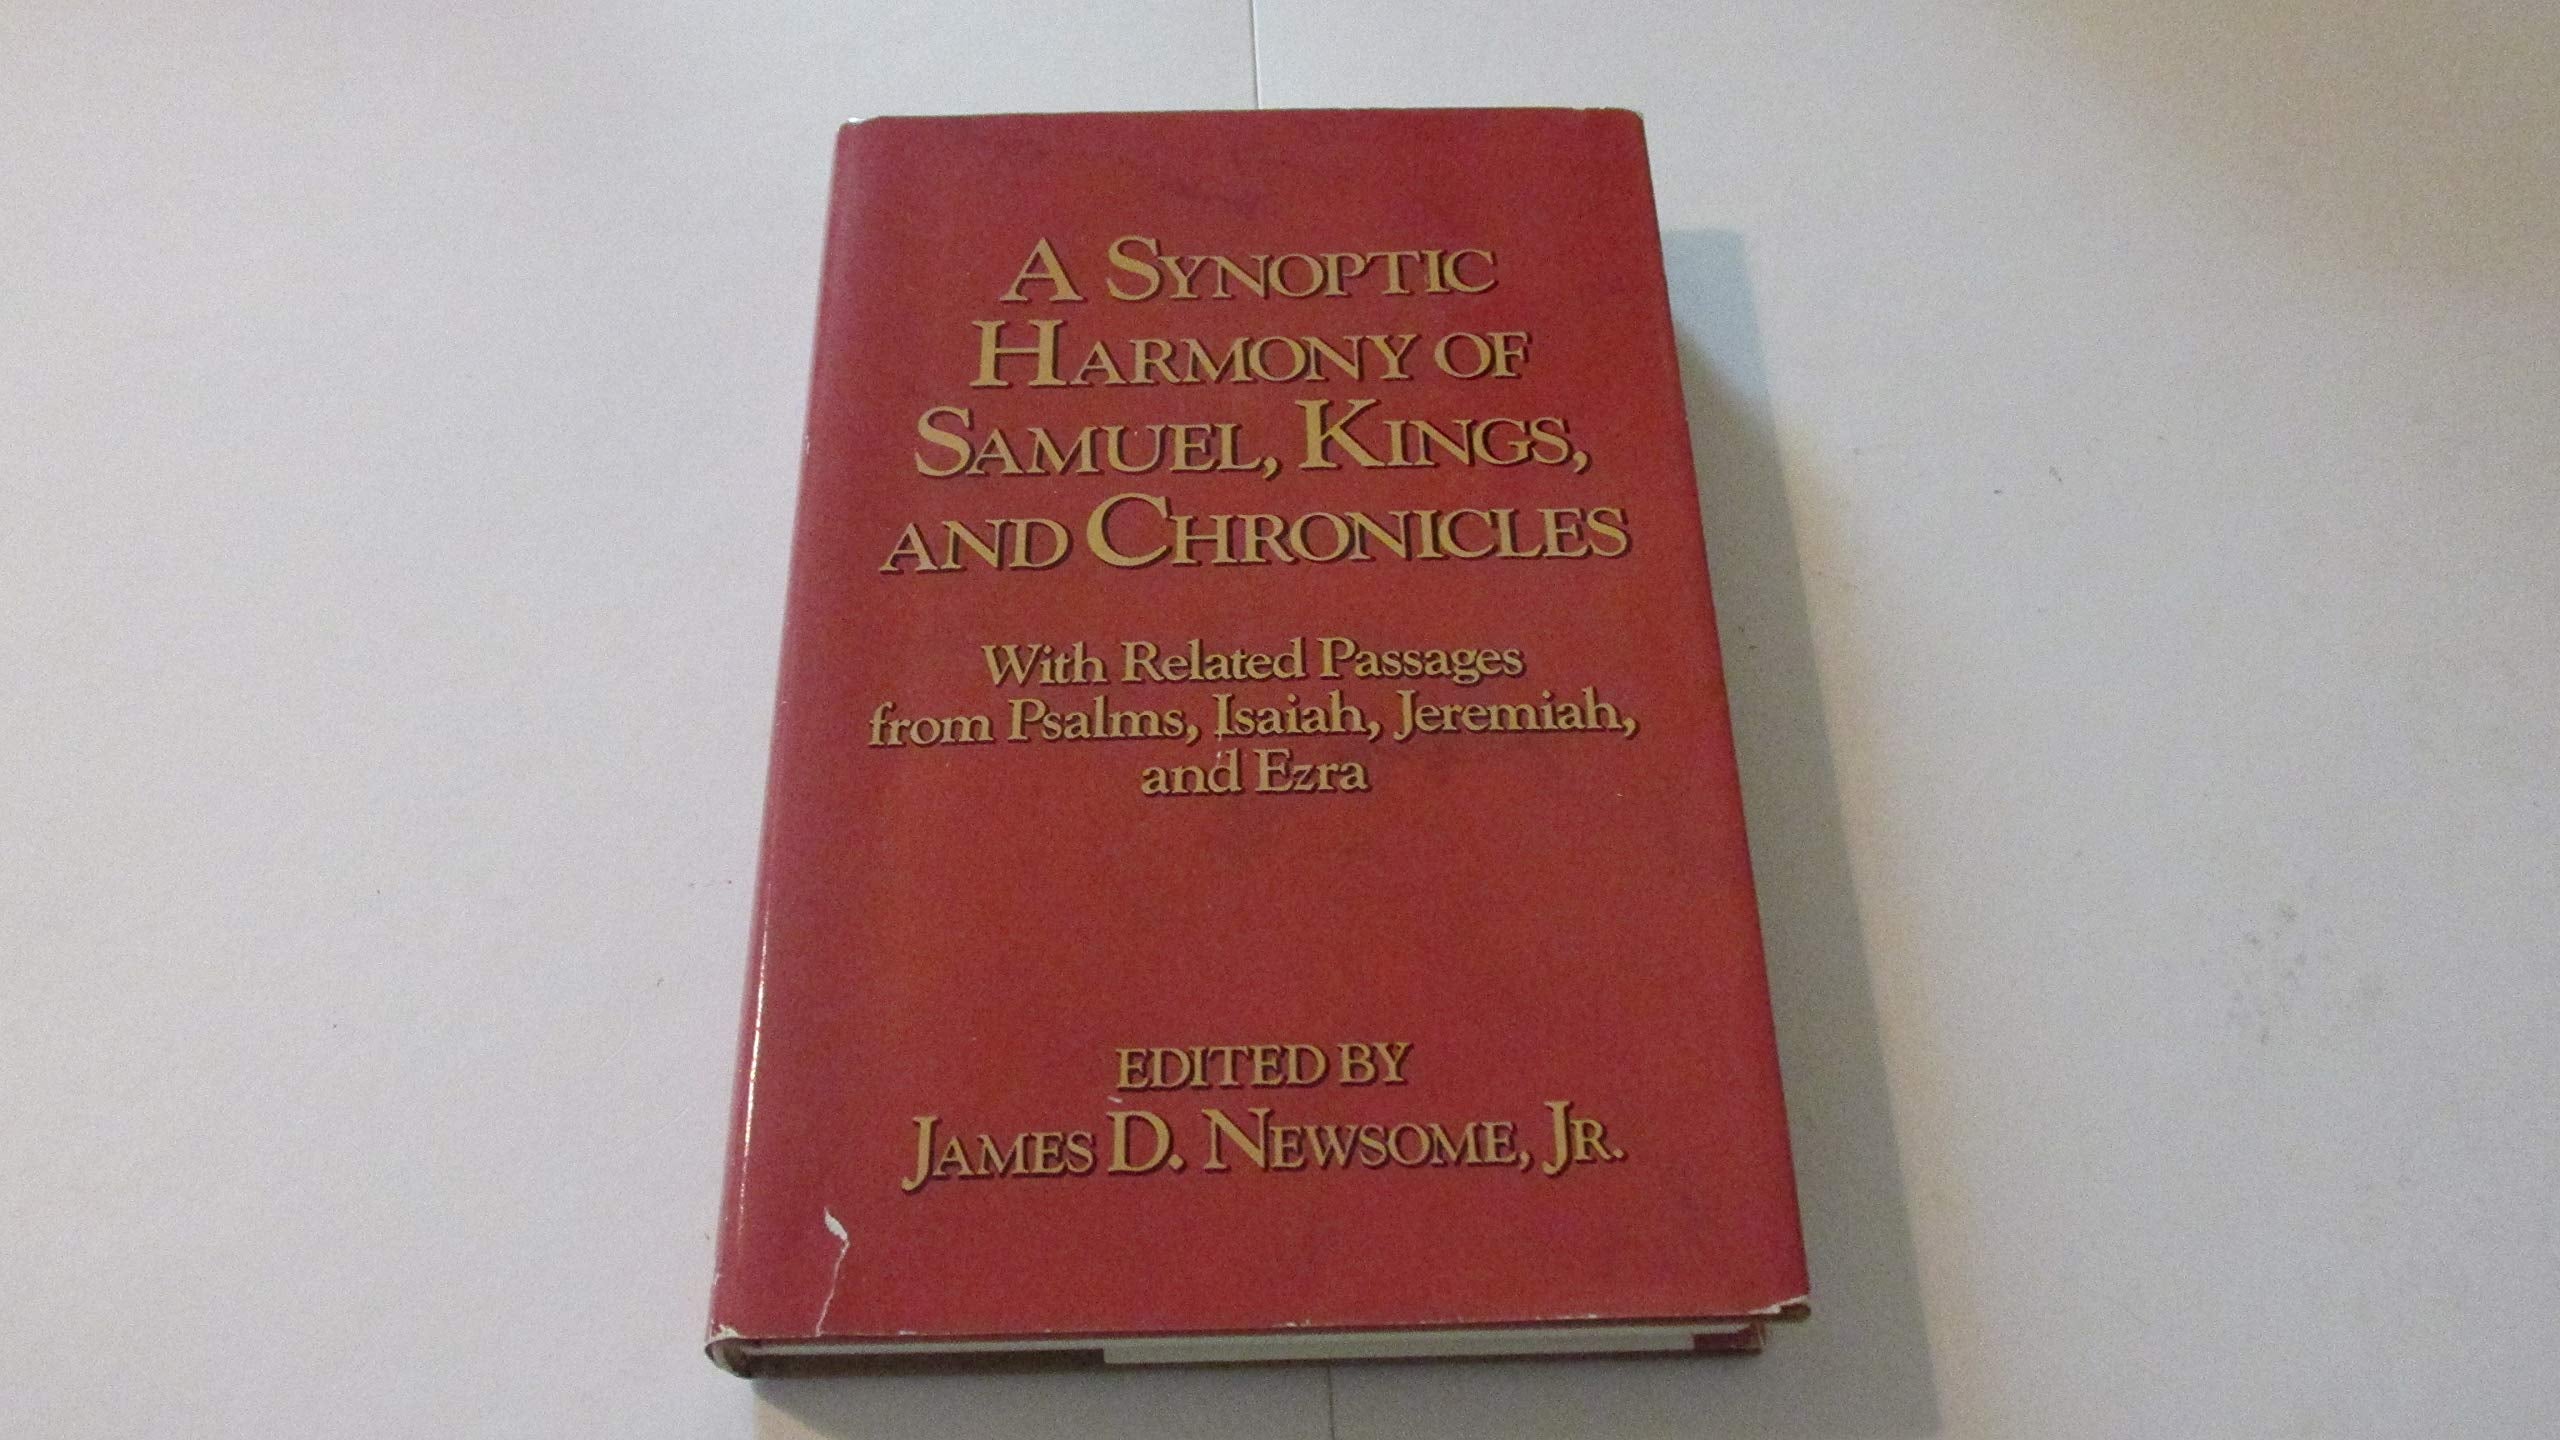 A SYNOPTIC
HARMONY OF
SAMUEL, KINGS,
AND CHRONICLES
With Related Passages
from Psalms, Isaiah, Jeremiah,
and Ezra
EDITED BY
JAMES D. NEWSOME, JR.